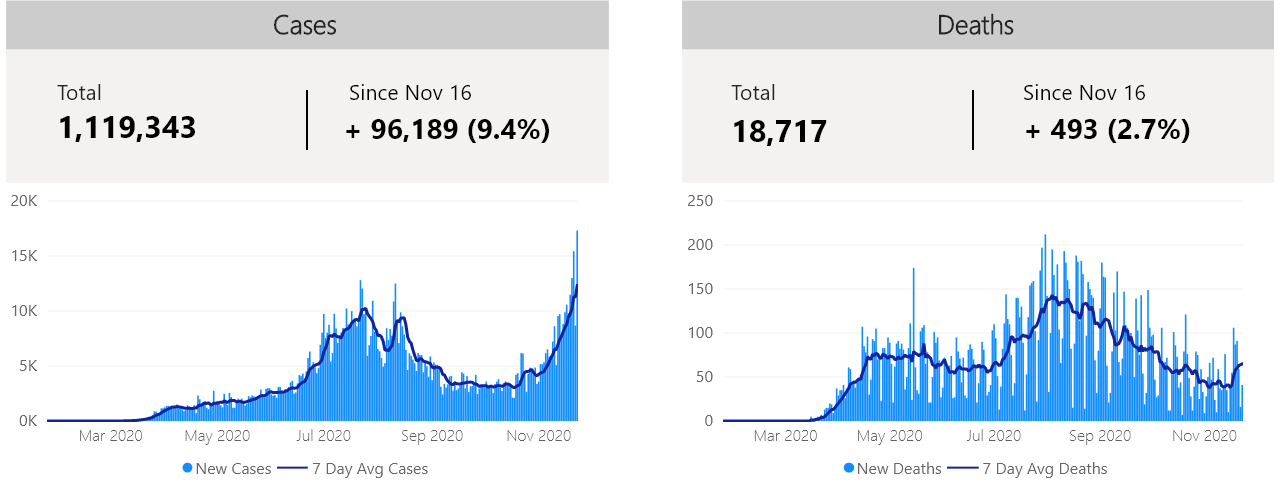 Cases
Total
1,119,343
Since Nov 16
+ 96,189 (9.4%)
20K
15K
10K
5K
0K
Mar 2020 May 2020 Jul 2020 Sep 2020 Nov 2020
New Cases 7 Day Avg Cases
Deaths
Total
18,717
Since Nov 16
+ 493 (2.7%)
250
200
150
100
50
0
Mar 2020 May 2020 Jul 2020 Sep 2020 Nov 2020
New Deaths 7 Day Avg Deaths